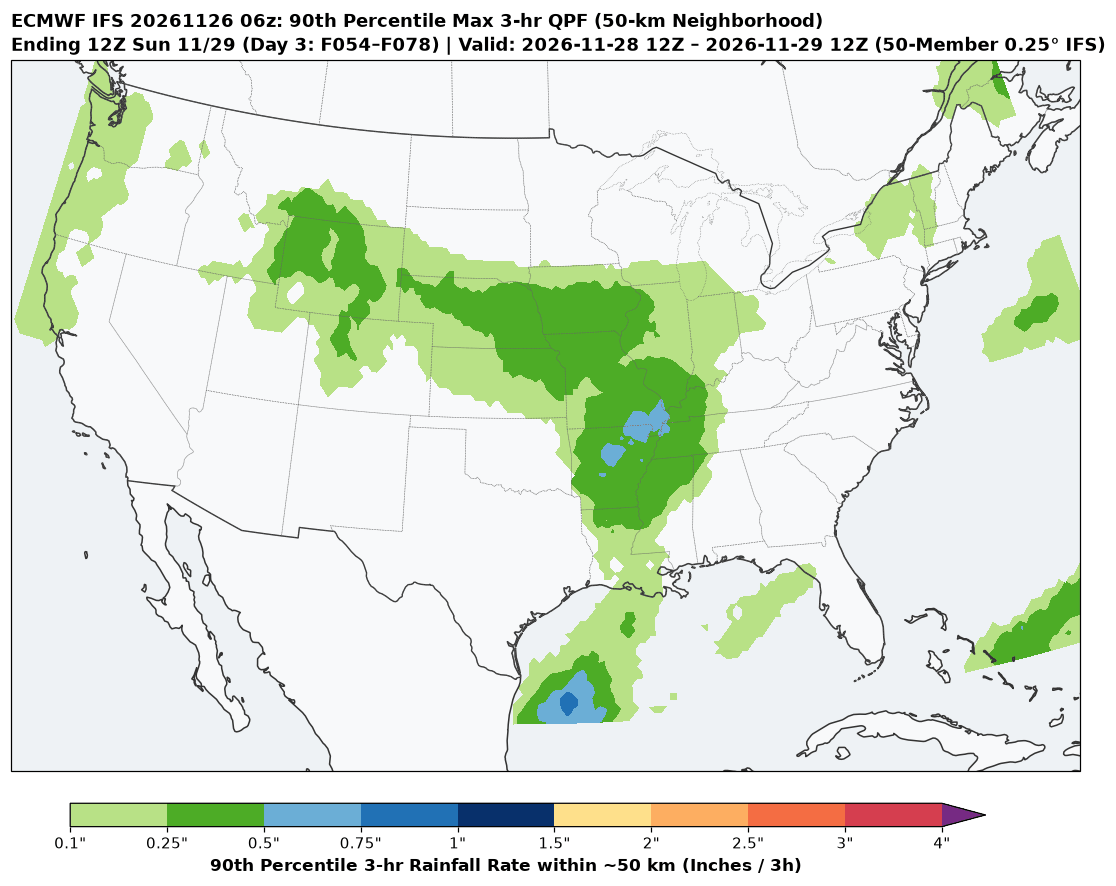 ECMWF IFS 20261126 06z: 90th Percentile Max 3-hr QPF (50-km Neighborhood)
Ending 12Z Sun 11/29 (Day 3: F054–F078) | Valid: 2026-11-28 12Z – 2026-11-29 12Z (50-Member 0.25° IFS)
0.1" 0.25" 0.5" 0.75" 1" 1.5" 2" 2.5" 3" 4"
90th Percentile 3-hr Rainfall Rate within ~50 km (Inches / 3h)